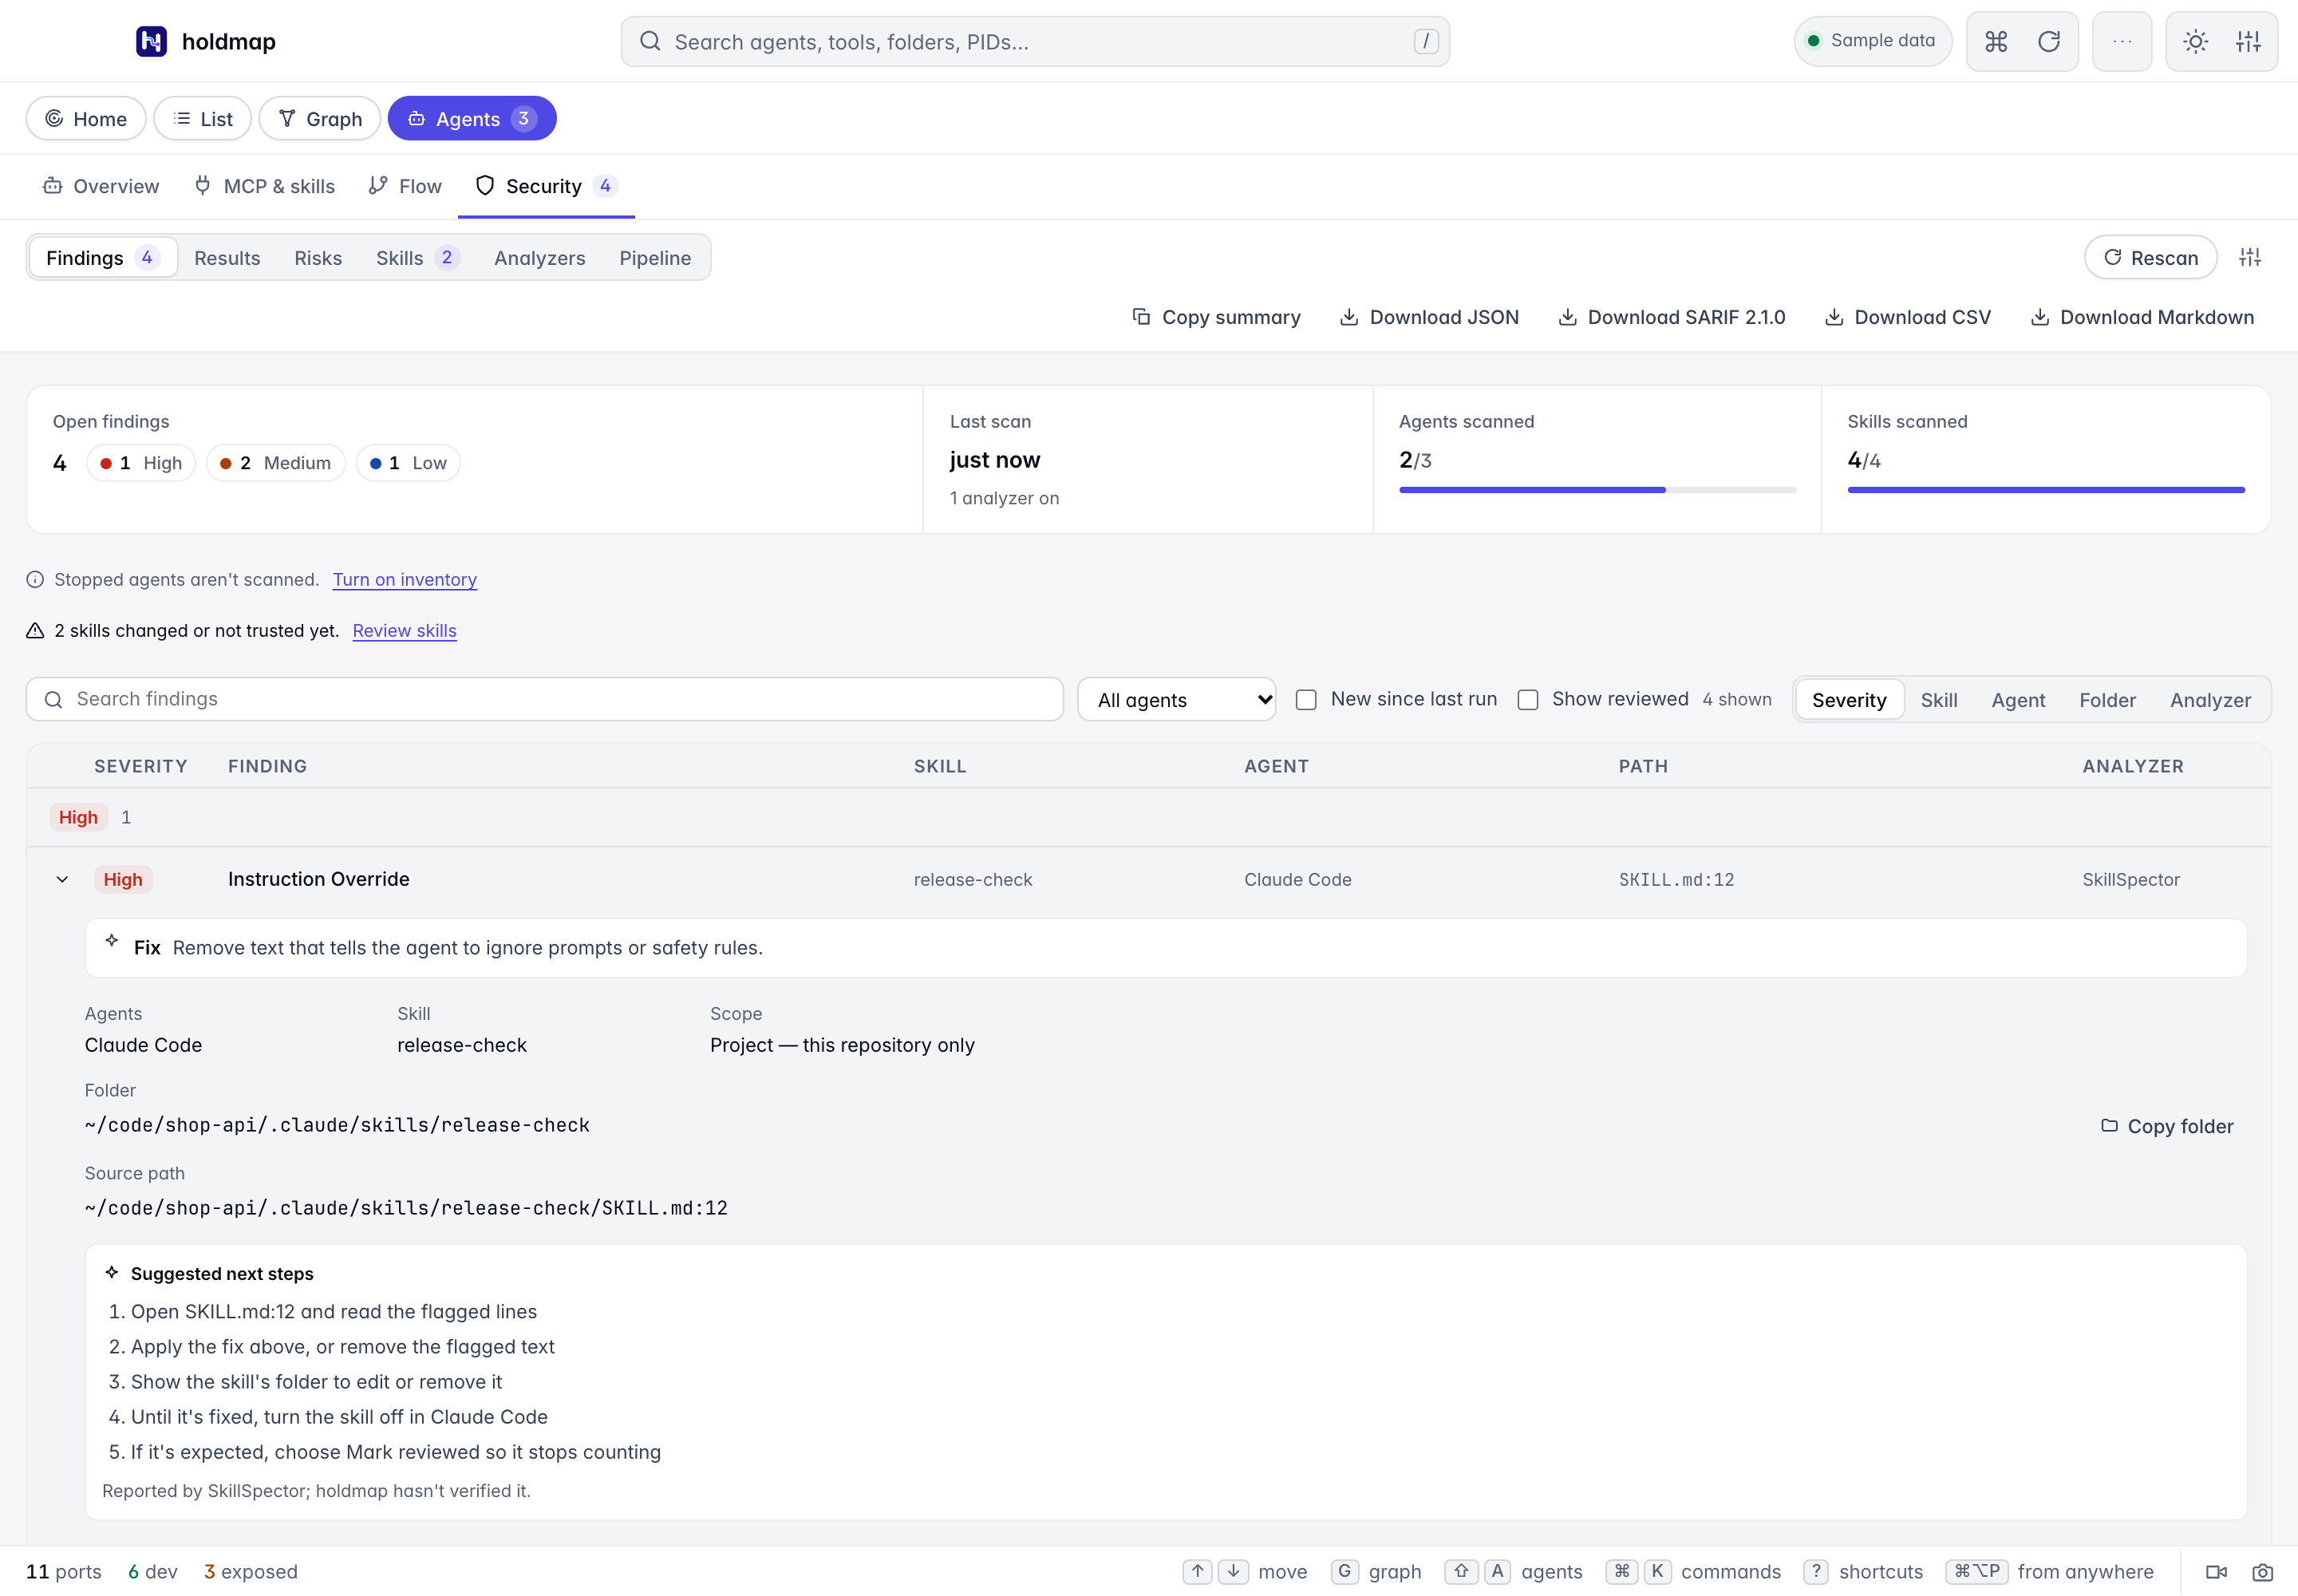 holdmap
Search agents, tools, folders, PIDs...
/
Sample data
Home
List
Graph
Agents 3
Overview
MCP & skills
Flow
Security 4
Findings 4
Results
Risks
Skills 2
Analyzers
Pipeline
Rescan
Copy summary
Download JSON
Download SARIF 2.1.0
Download CSV
Download Markdown
Open findings
4 1 High 2 Medium 1 Low
Last scan
just now
1 analyzer on
Agents scanned
2/3
Skills scanned
4/4
Stopped agents aren't scanned. Turn on inventory
2 skills changed or not trusted yet. Review skills
Search findings
All agents
New since last run
Show reviewed
4 shown
Severity Skill Agent Folder Analyzer
SEVERITY FINDING SKILL AGENT PATH ANALYZER
High 1
High Instruction Override release-check Claude Code SKILL.md:12 SkillSpector
Fix Remove text that tells the agent to ignore prompts or safety rules.
Agents Skill Scope
Claude Code release-check Project — this repository only
Folder
~/code/shop-api/.claude/skills/release-check
Copy folder
Source path
~/code/shop-api/.claude/skills/release-check/SKILL.md:12
Suggested next steps
1. Open SKILL.md:12 and read the flagged lines
2. Apply the fix above, or remove the flagged text
3. Show the skill's folder to edit or remove it
4. Until it's fixed, turn the skill off in Claude Code
5. If it's expected, choose Mark reviewed so it stops counting
Reported by SkillSpector; holdmap hasn't verified it.
11 ports 6 dev 3 exposed
↑ ↓ move G graph ⇧ A agents ⌘ K commands ? shortcuts ⌘⌥P from anywhere